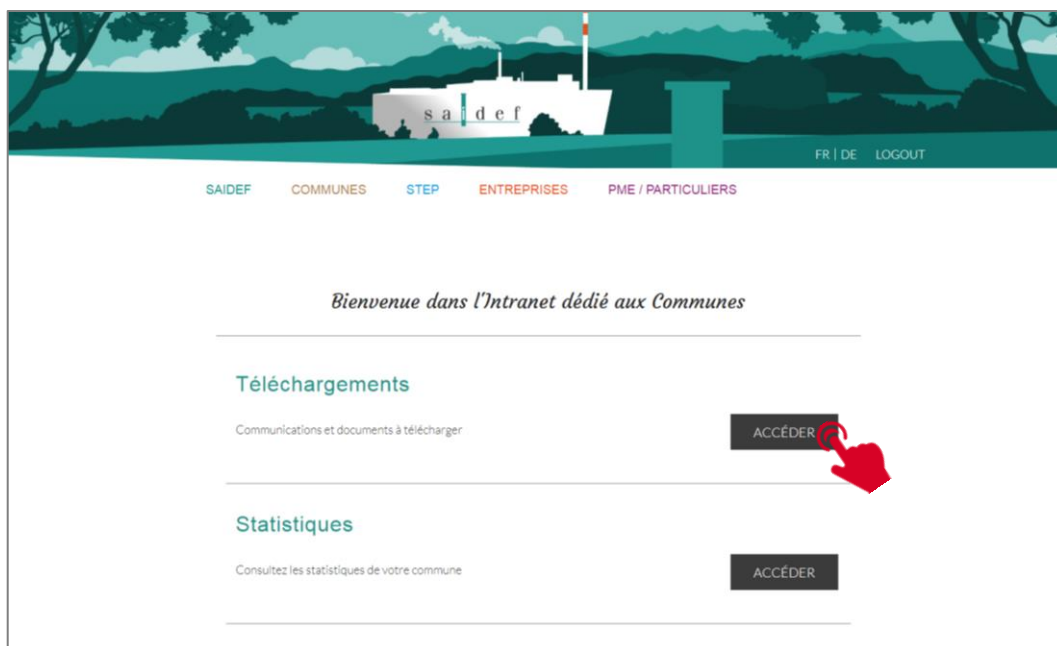 saidef
FR | DE LOGOUT
SAIDEF COMMUNES STEP ENTREPRISES PME / PARTICULIERS
Bienvenue dans l'Intranet dédié aux Communes
Téléchargements
Communications et documents à télécharger
ACCÉDER
Statistiques
Consultez les statistiques de votre commune
ACCÉDER